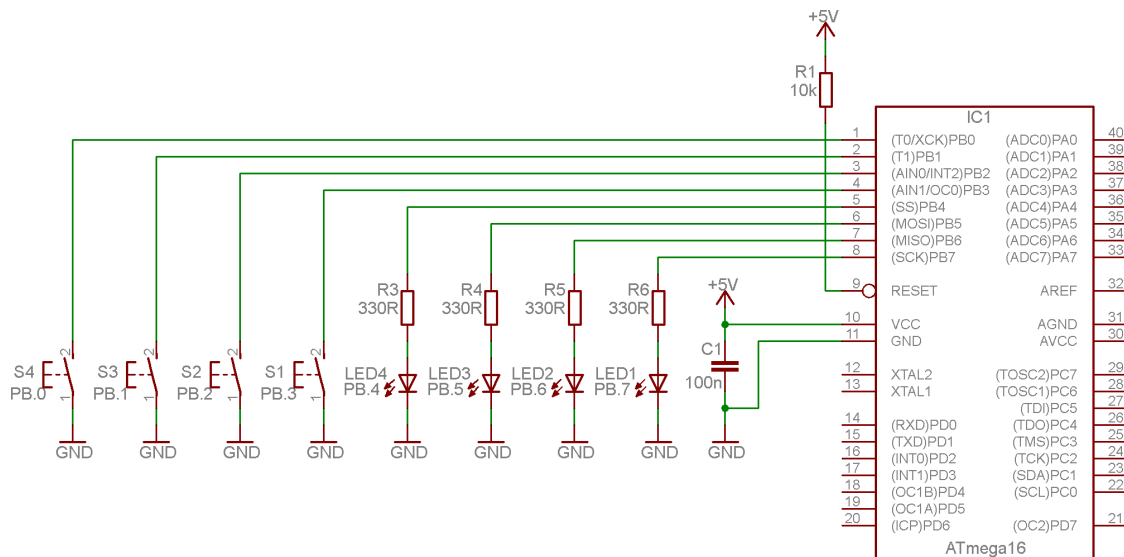 +5V
R1
10k
IC1
1 (T0/XCK)PB0 (ADC0)PA0 40
2 (T1)PB1 (ADC1)PA1 39
3 (AIN0/INT2)PB2 (ADC2)PA2 38
4 (AIN1/OC0)PB3 (ADC3)PA3 37
5 (SS)PB4 (ADC4)PA4 36
6 (MOSI)PB5 (ADC5)PA5 35
7 (MISO)PB6 (ADC6)PA6 34
8 (SCK)PB7 (ADC7)PA7 33
9 RESET AREF 32
10 VCC AGND 31
11 GND AVCC 30
12 XTAL2 (TOSC2)PC7 29
13 XTAL1 (TOSC1)PC6 28
(TDI)PC5 27
14 (RXD)PD0 (TDO)PC4 26
15 (TXD)PD1 (TMS)PC3 25
16 (INT0)PD2 (TCK)PC2 24
17 (INT1)PD3 (SDA)PC1 23
18 (OC1B)PD4 (SCL)PC0 22
19 (OC1A)PD5
20 (ICP)PD6 (OC2)PD7 21
ATmega16
R3
330R
R4
330R
R5
330R
R6
330R
+5V
C1
100n
2
S4
PB.0
1
2
S3
PB.1
1
2
S2
PB.2
1
2
S1
PB.3
1
LED4
PB.4
LED3
PB.5
LED2
PB.6
LED1
PB.7
GND GND GND GND GND GND GND GND GND